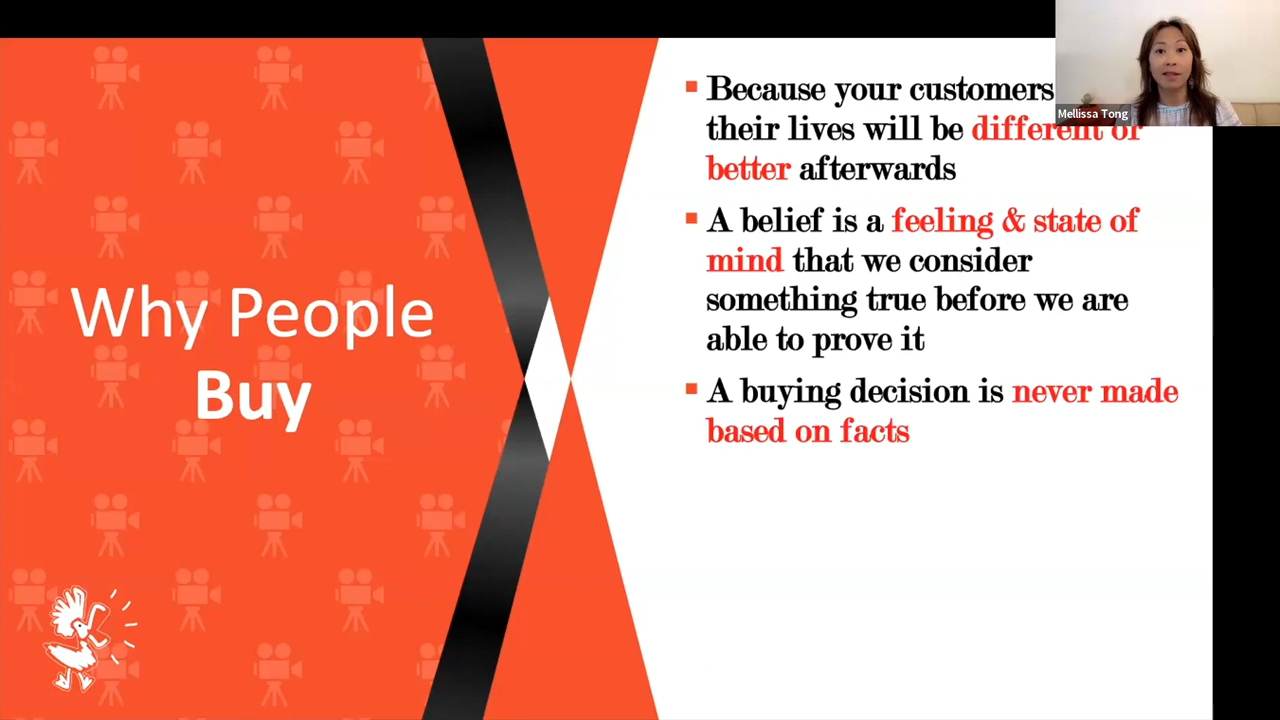 Why People
Buy
Because your customers
their lives will be different or
better afterwards
A belief is a feeling & state of
mind that we consider
something true before we are
able to prove it
A buying decision is never made
based on facts
Mellissa Tong